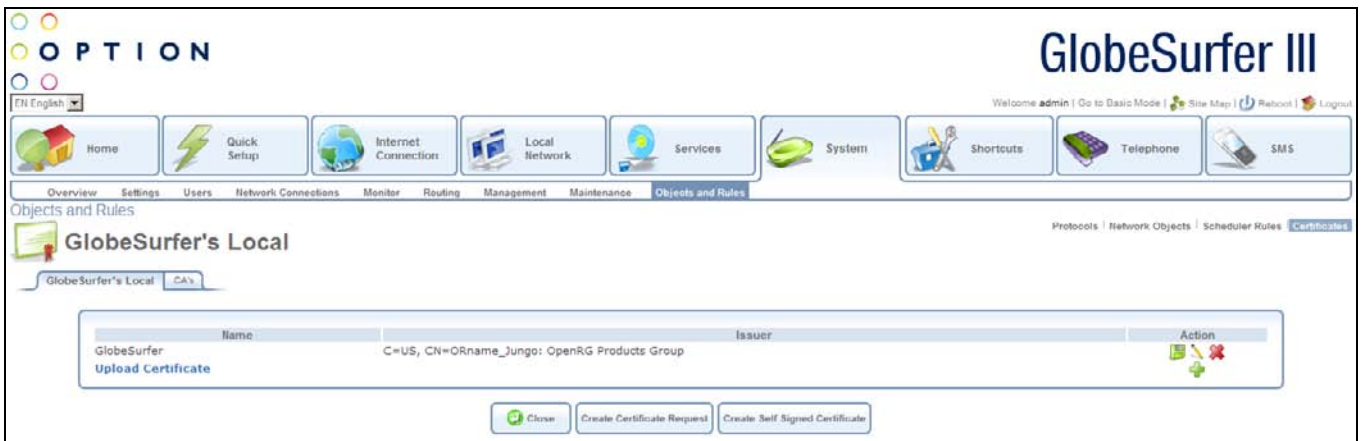 OPTION
GlobeSurfer III
EN English
Welcome admin | Go to Basic Mode | Site Map | Reboot | Logout
Home
Quick Setup
Internet Connection
Local Network
Services
System
Shortcuts
Telephone
SMS
Overview Settings Users Network Connections Monitor Routing Management Maintenance Objects and Rules
Objects and Rules
Protocols | Network Objects | Scheduler Rules | Certificates
GlobeSurfer's Local
GlobeSurfer's Local CA's
Name Issuer Action
GlobeSurfer C=US, CN=ORname_Jungo: OpenRG Products Group
Upload Certificate
Close Create Certificate Request Create Self Signed Certificate